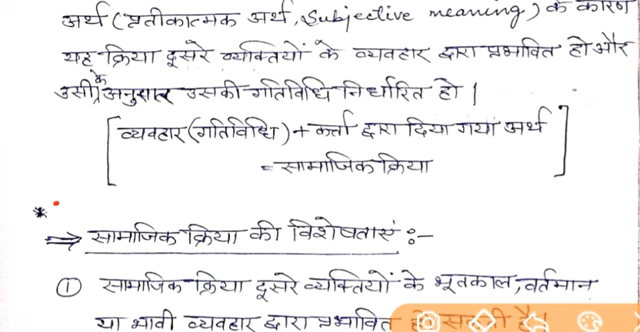 अर्थ (प्रतीकात्मक अर्थ, Subjective meaning) के कारण
यह क्रिया दूसरे व्यक्तियों के व्यवहार द्वारा प्रभावित हो और
उसी के अनुसार उसकी गतिविधि निर्धारित हो।
[व्यवहार (गतिविधि) + कर्त्ता द्वारा दिया गया अर्थ
= सामाजिक क्रिया]
*
⇒ सामाजिक क्रिया की विशेषताएं :-
① सामाजिक क्रिया दूसरे व्यक्तियों के भूतकाल, वर्तमान
या भावी व्यवहार द्वारा प्रभावित